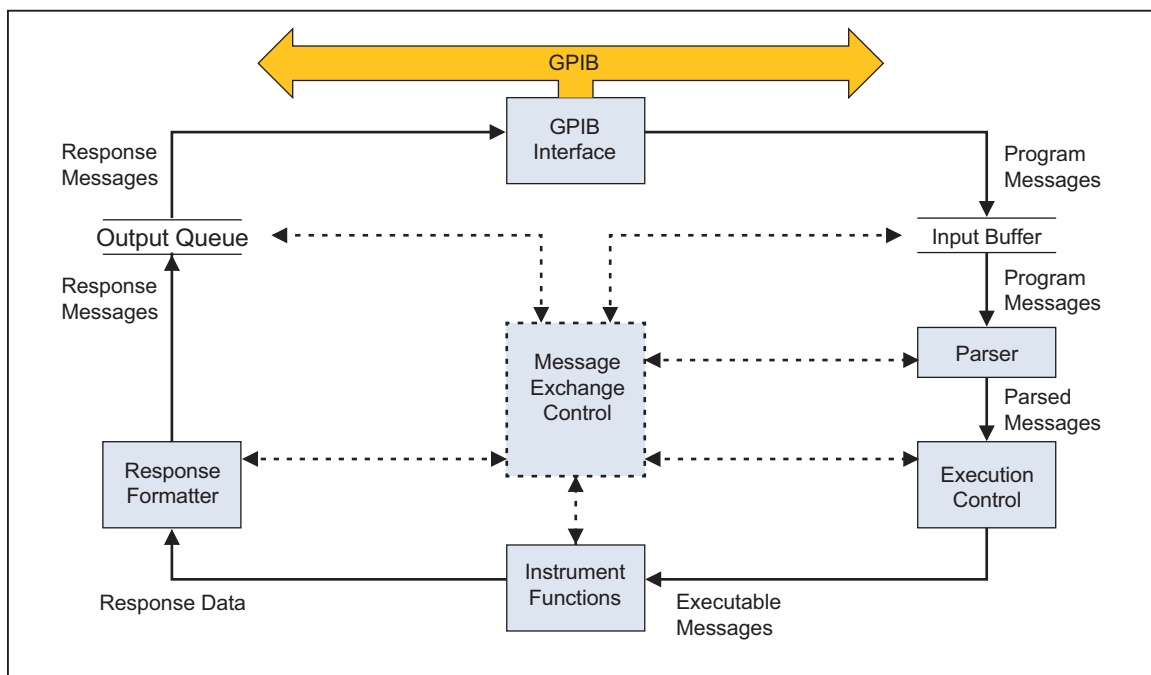 GPIB
GPIB
Interface
Response
Messages
Program
Messages
Output Queue
Input Buffer
Response
Messages
Program
Messages
Message
Exchange
Control
Parser
Parsed
Messages
Response
Formatter
Execution
Control
Instrument
Functions
Response Data
Executable
Messages